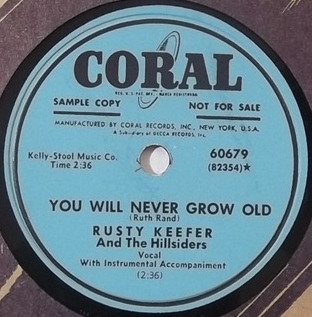 CORAL
REG. U.S. PAT. OFF. MARCA REGISTRADA
SAMPLE COPY NOT FOR SALE
MANUFACTURED BY CORAL RECORDS, INC., NEW YORK, U.S.A.
A Subsidiary of DECCA RECORDS, Inc.
Kelly-Stool Music Co. 60679
Time 2:36 (82354)★
YOU WILL NEVER GROW OLD
(Ruth Rand)
RUSTY KEEFER
And The Hillsiders
Vocal
With Instrumental Accompaniment
(2:36)